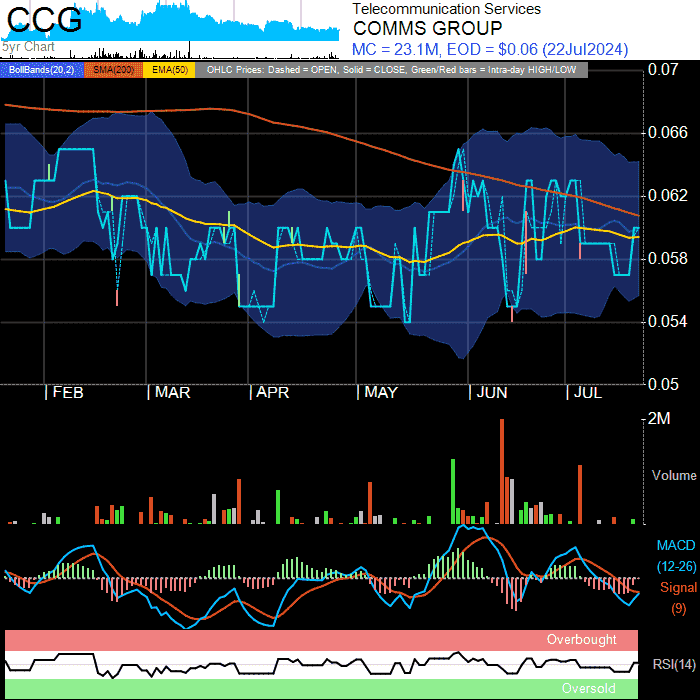 CCG
5yr Chart
Telecommunication Services
COMMS GROUP
MC = 23.1M, EOD = $0.06 (22Jul2024)
BollBands(20,2) SMA(200) EMA(50) OHLC Prices: Dashed = OPEN, Solid = CLOSE, Green/Red bars = Intra-day HIGH/LOW
0.07
0.066
0.062
0.058
0.054
0.05
FEB MAR APR MAY JUN JUL
2M
Volume
MACD
(12-26)
Signal
(9)
Overbought
RSI(14)
Oversold